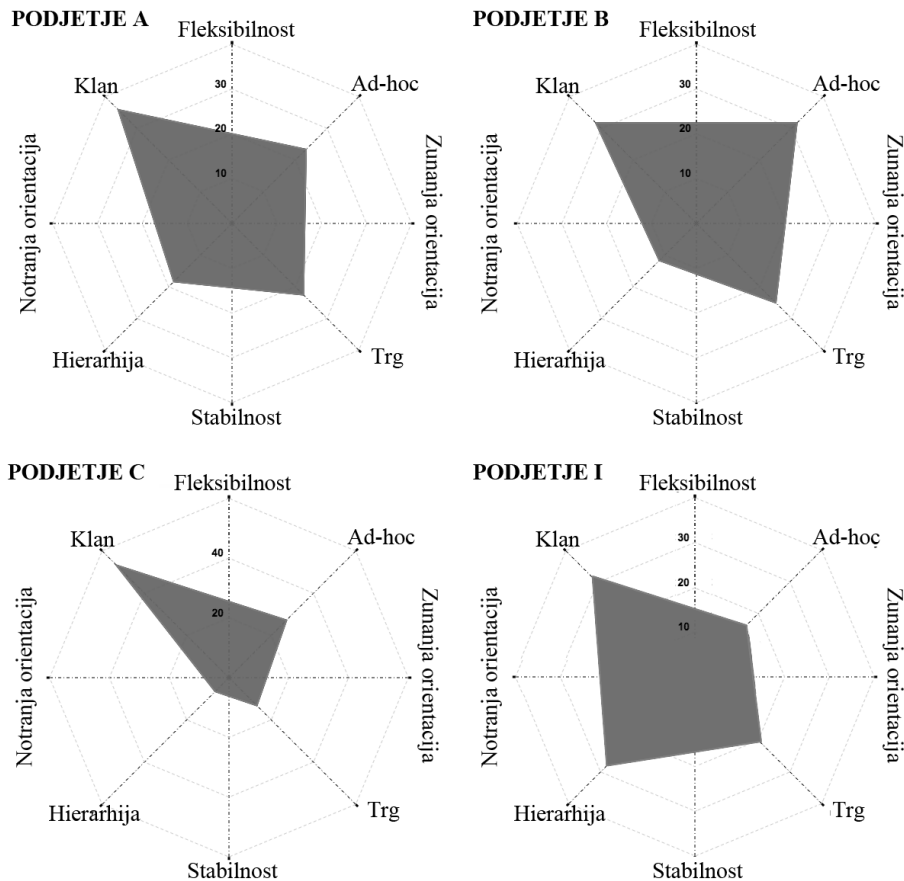 PODJETJE A
Fleksibilnost
Klan
Ad-hoc
30
20
10
Notranja orientacija
Zunanja orientacija
Hierarhija
Trg
Stabilnost
PODJETJE B
Fleksibilnost
Klan
Ad-hoc
30
20
10
Notranja orientacija
Zunanja orientacija
Hierarhija
Trg
Stabilnost
PODJETJE C
Fleksibilnost
Klan
Ad-hoc
40
20
Notranja orientacija
Zunanja orientacija
Hierarhija
Trg
Stabilnost
PODJETJE I
Fleksibilnost
Klan
Ad-hoc
30
20
10
Notranja orientacija
Zunanja orientacija
Hierarhija
Trg
Stabilnost